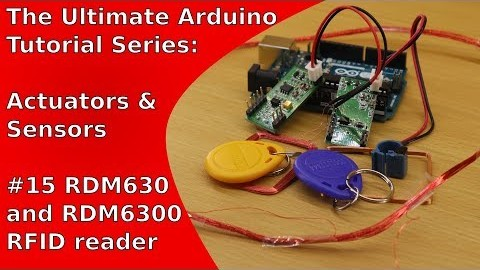 The Ultimate Arduino
Tutorial Series:
Actuators &
Sensors
#15 RDM630
and RDM6300
RFID reader